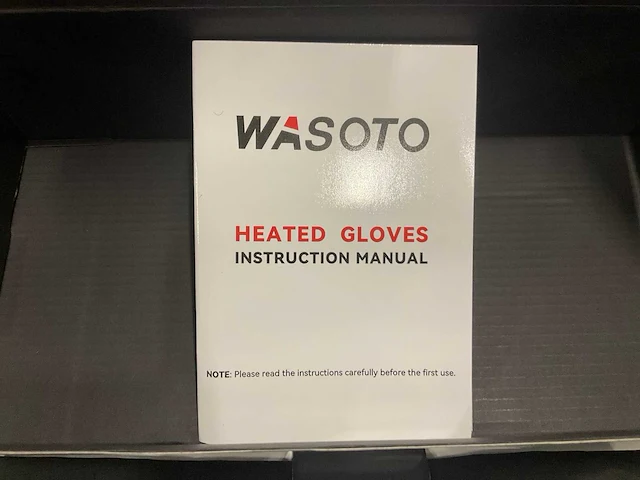 WASOTO
HEATED GLOVES
INSTRUCTION MANUAL
NOTE: Please read the instructions carefully before the first use.